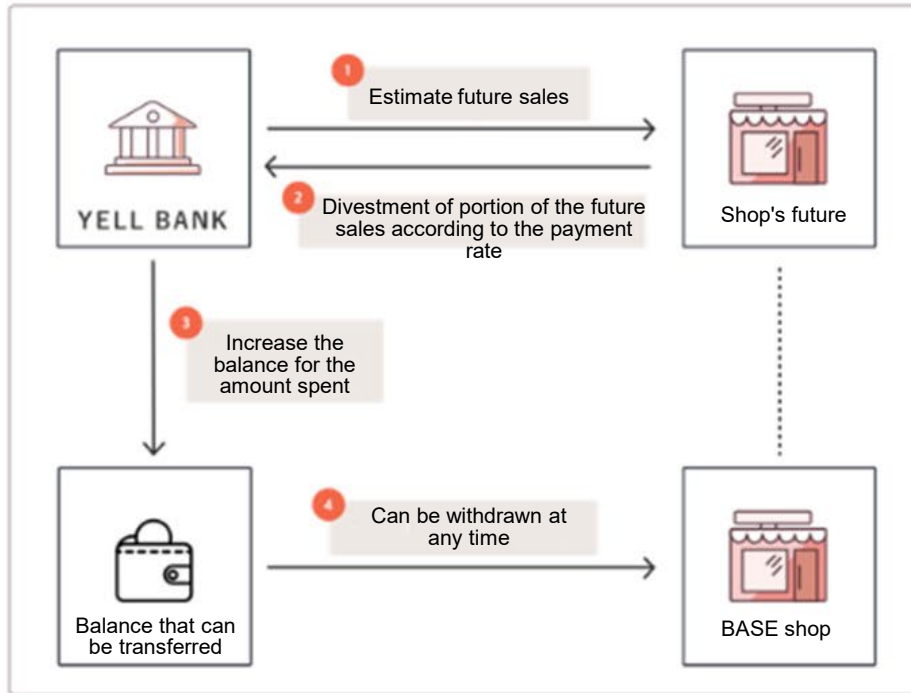 1
Estimate future sales
YELL BANK
2
Divestment of portion of the future
sales according to the payment
rate
Shop's future
3
Increase the
balance for the
amount spent
4
Can be withdrawn at
any time
Balance that can
be transferred
BASE shop